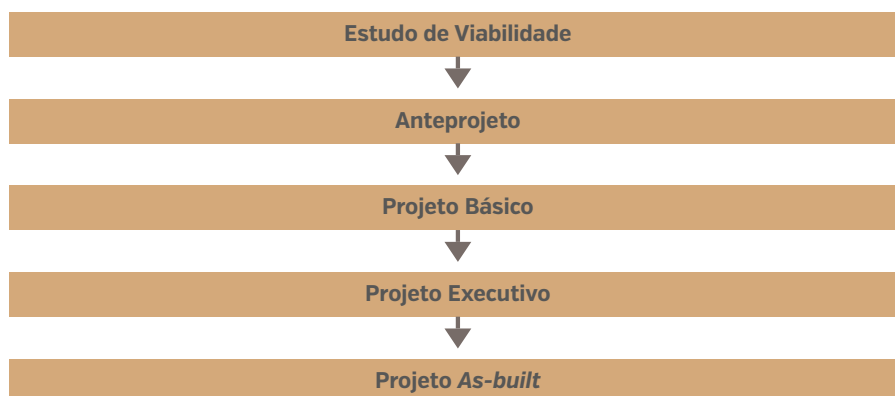 Estudo de Viabilidade
Anteprojeto
Projeto Básico
Projeto Executivo
Projeto As-built